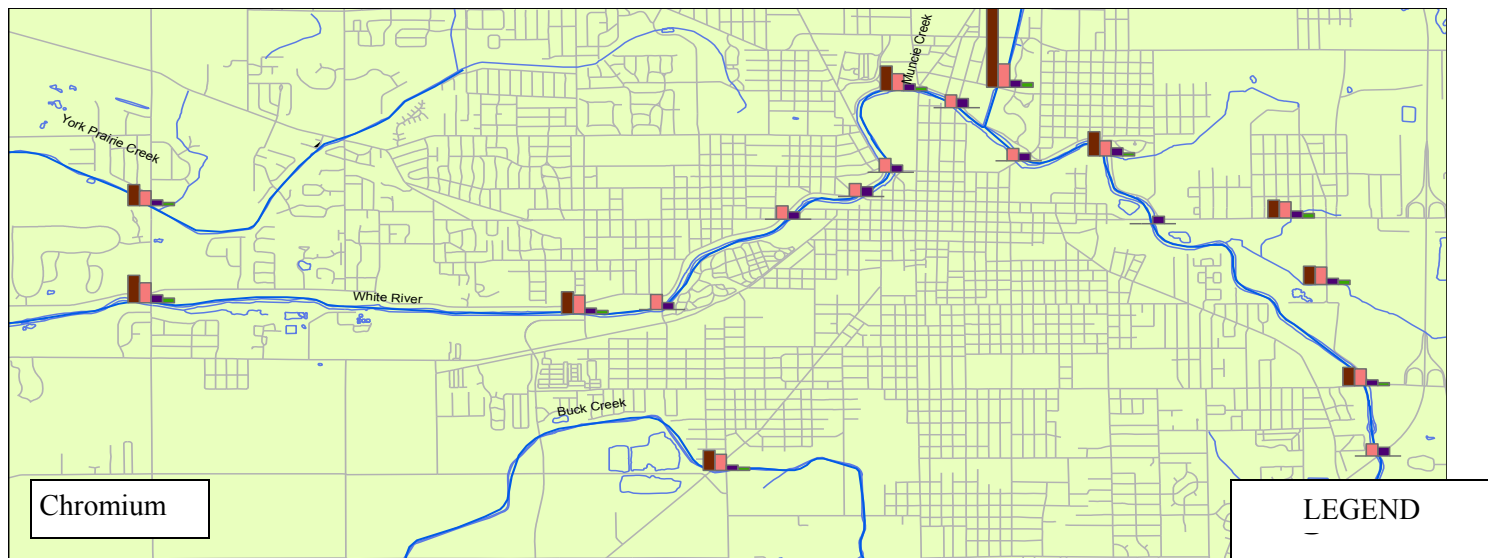 Muncie Creek
York Prairie Creek
White River
Buck Creek
Chromium
LEGEND